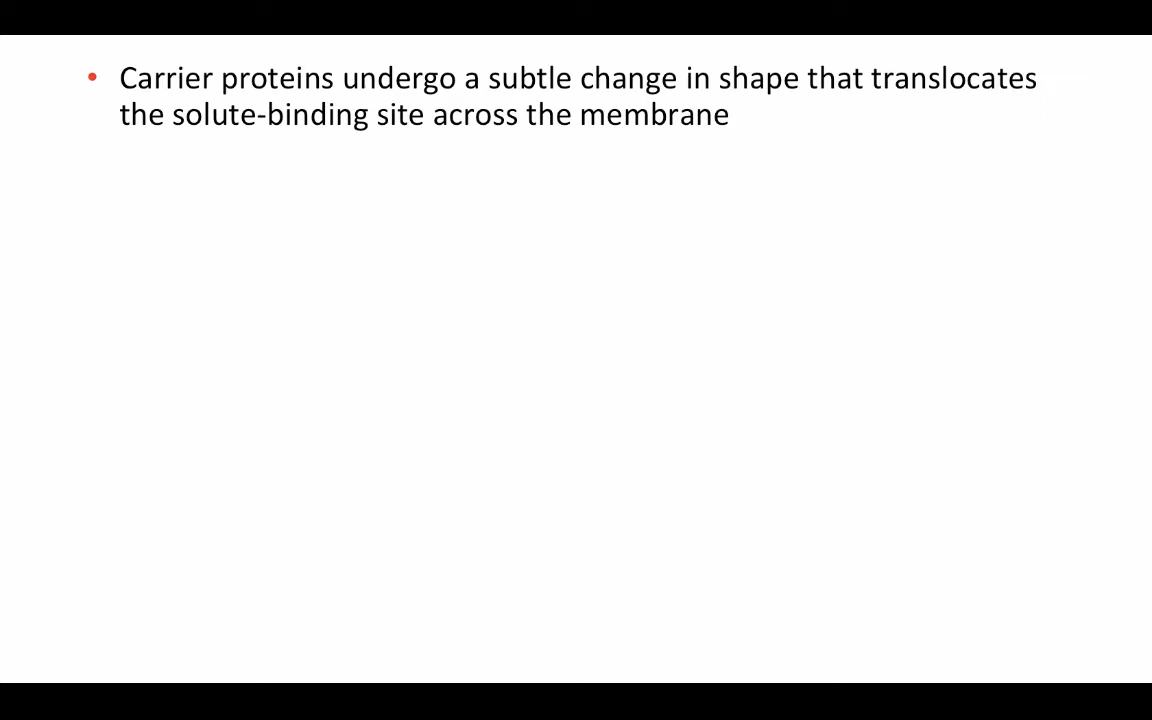 • Carrier proteins undergo a subtle change in shape that translocates
the solute-binding site across the membrane